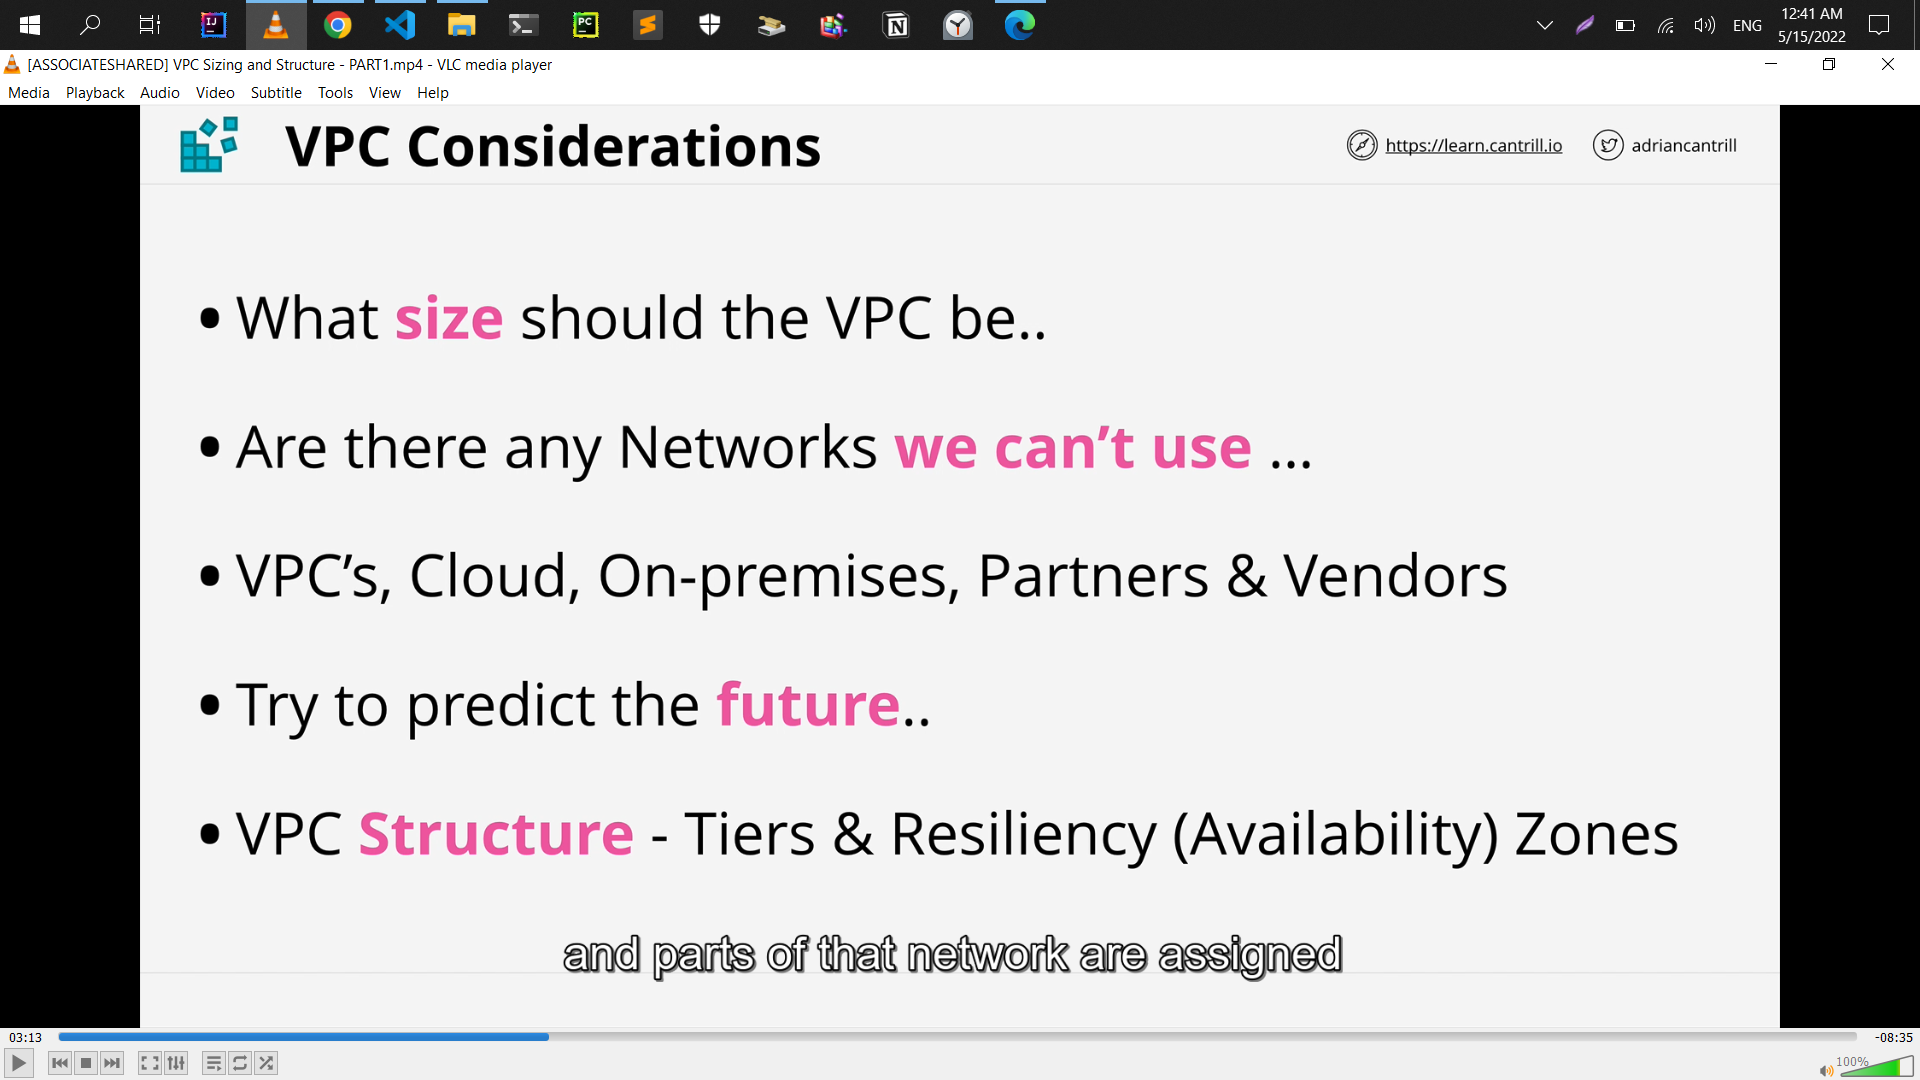 IJ
PC
ENG
12:41 AM
5/15/2022
[ASSOCIATESHARED] VPC Sizing and Structure - PART1.mp4 - VLC media player
Media Playback Audio Video Subtitle Tools View Help
VPC Considerations
https://learn.cantrill.io
adriancantrill
• What size should the VPC be..
• Are there any Networks we can’t use ...
• VPC’s, Cloud, On-premises, Partners & Vendors
• Try to predict the future..
• VPC Structure - Tiers & Resiliency (Availability) Zones
and parts of that network are assigned
03:13
-08:35
100%